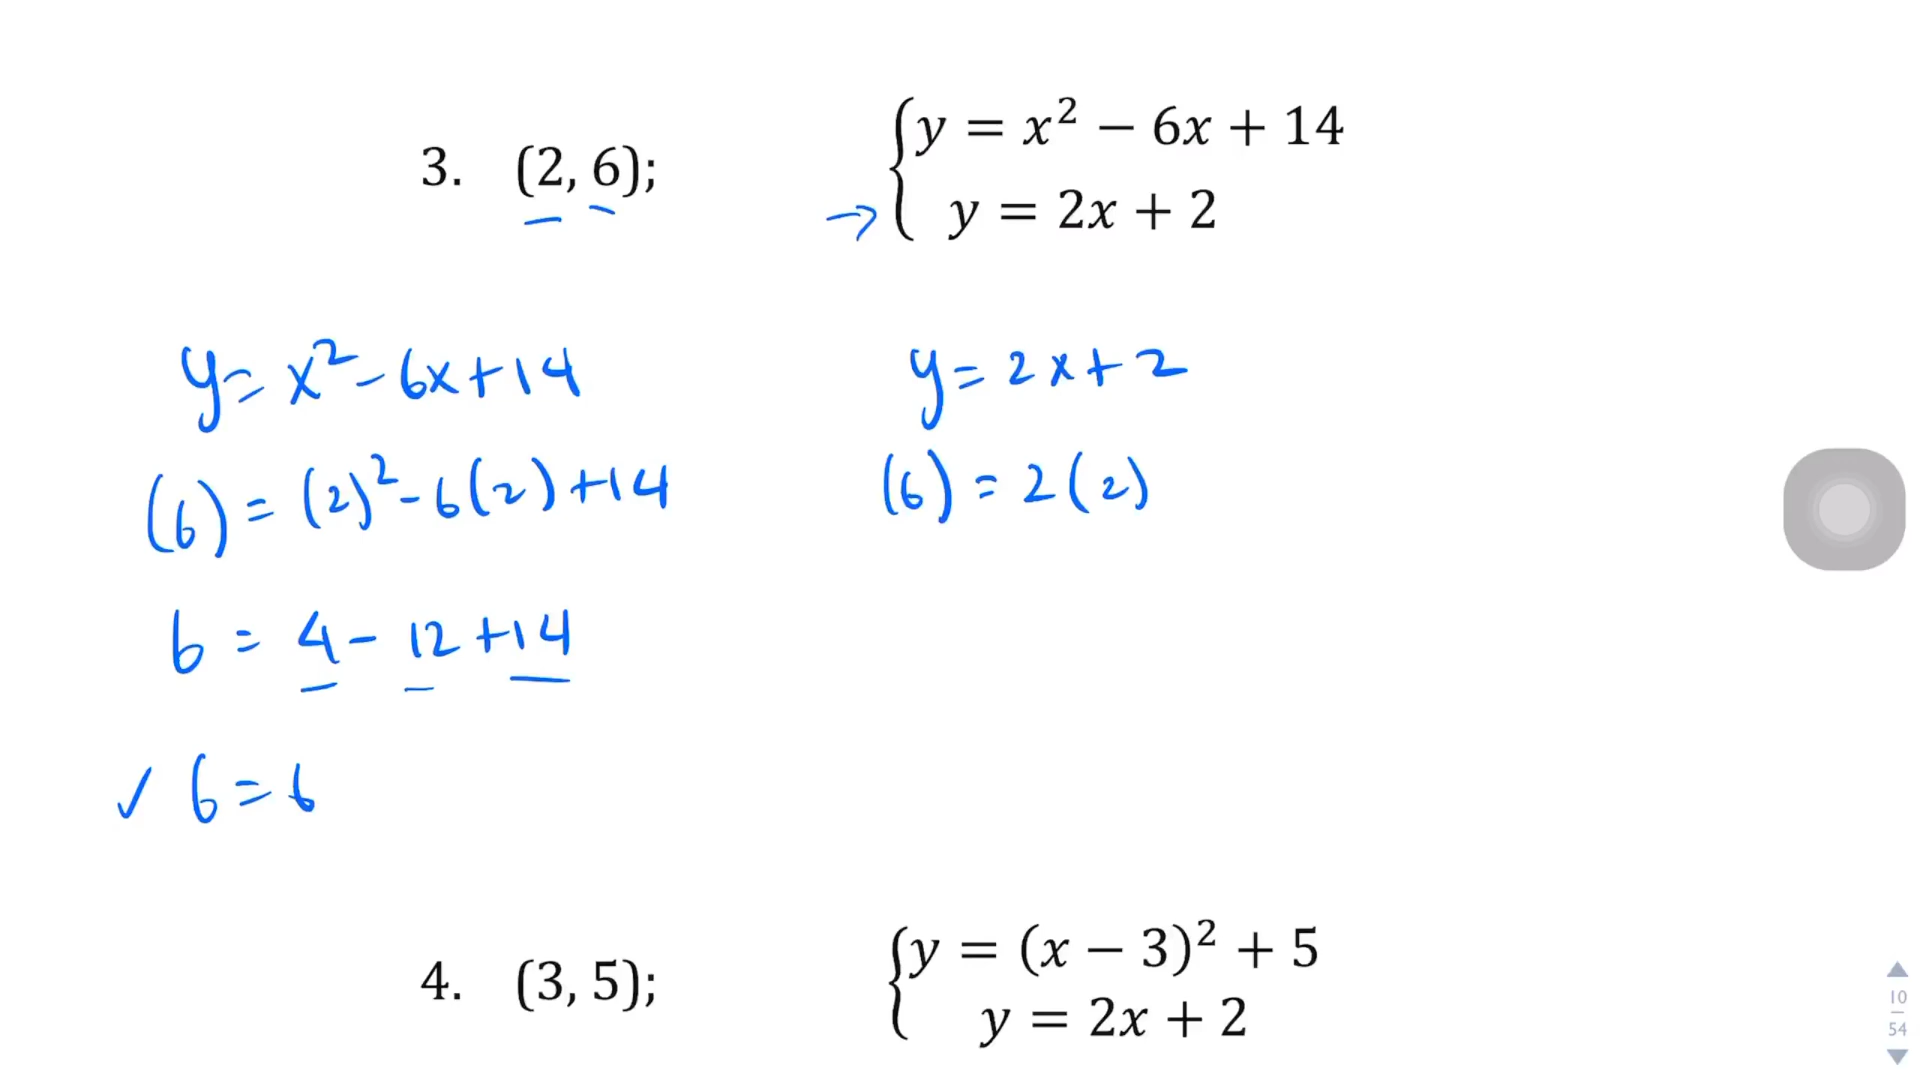 3. (2, 6);
y = x² − 6x + 14
→ y = 2x + 2
y = x² - 6x + 14
(6) = (2)² - 6(2) + 14
6 = 4 - 12 + 14
✓ 6 = 6
y = 2x + 2
(6) = 2(2)
4. (3, 5);
y = (x − 3)² + 5
y = 2x + 2
10
54